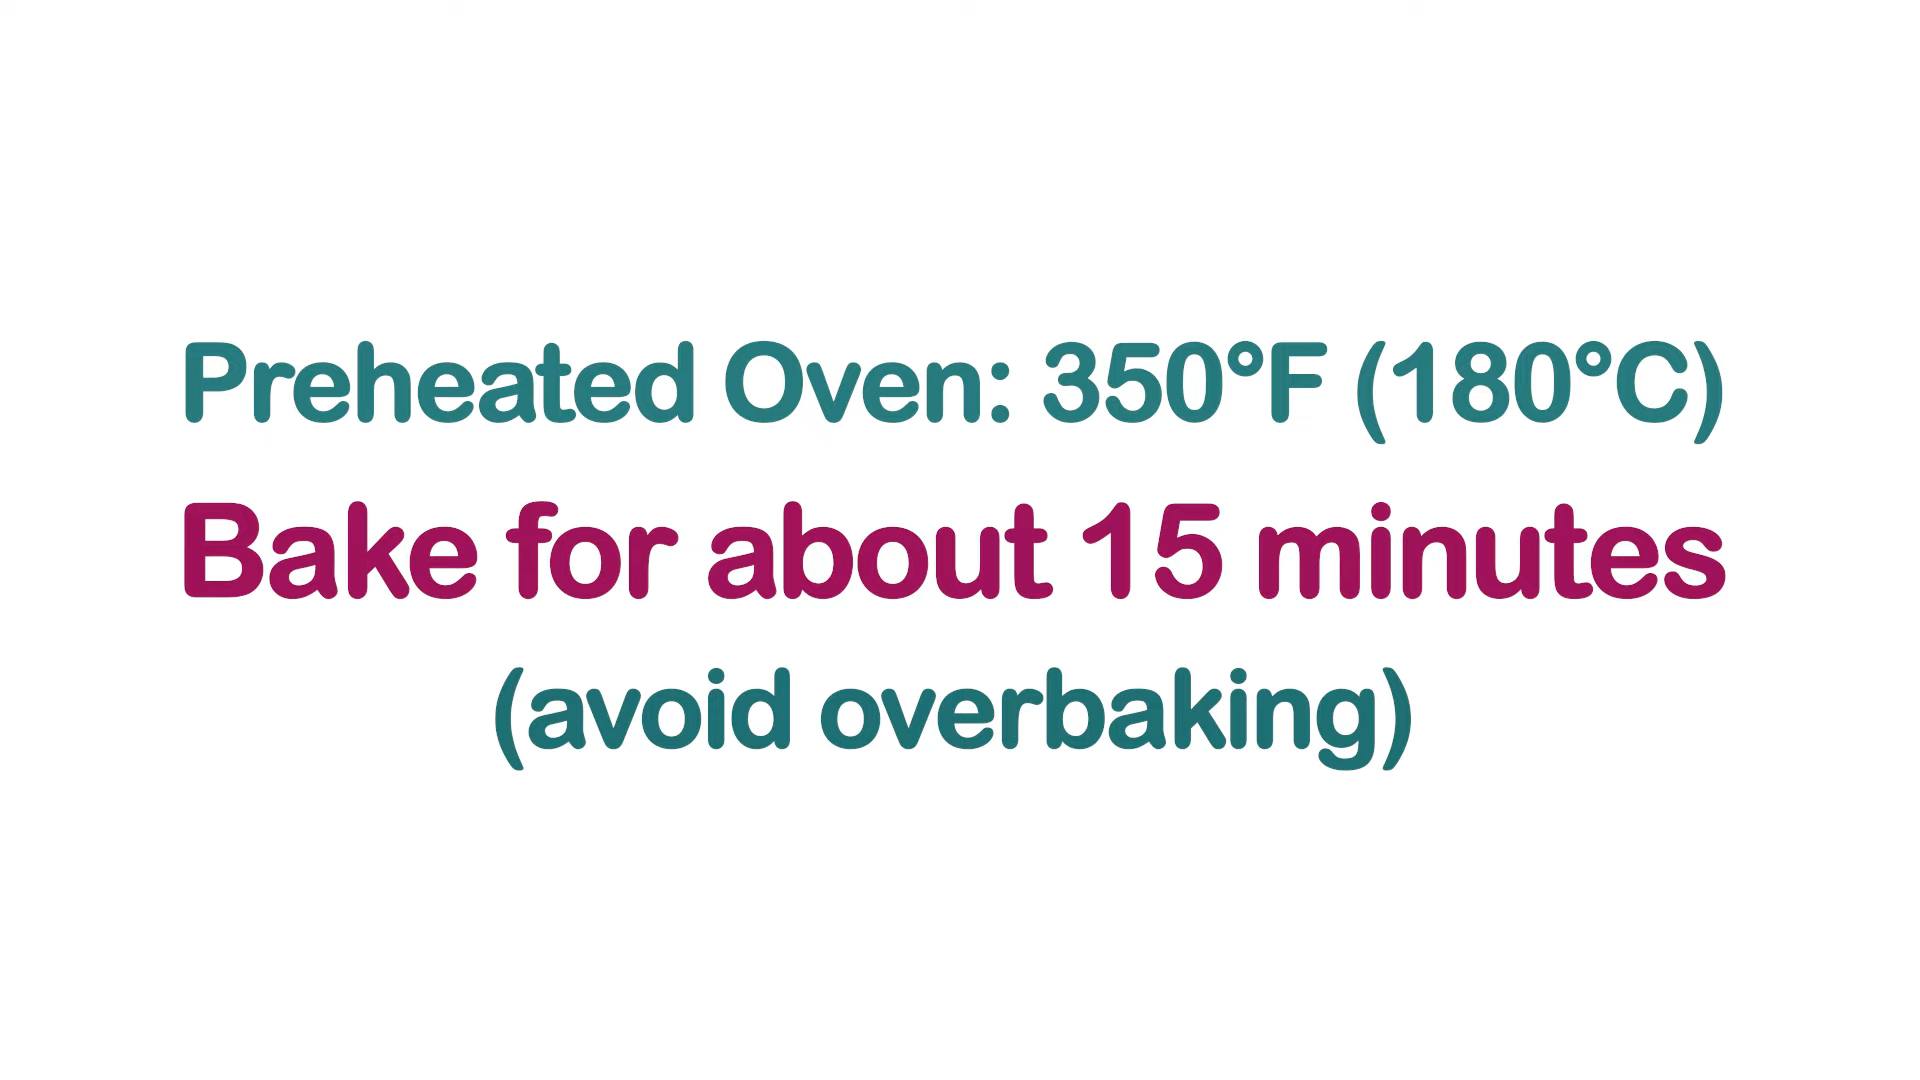 Preheated Oven: 350°F (180°C)
Bake for about 15 minutes
(avoid overbaking)